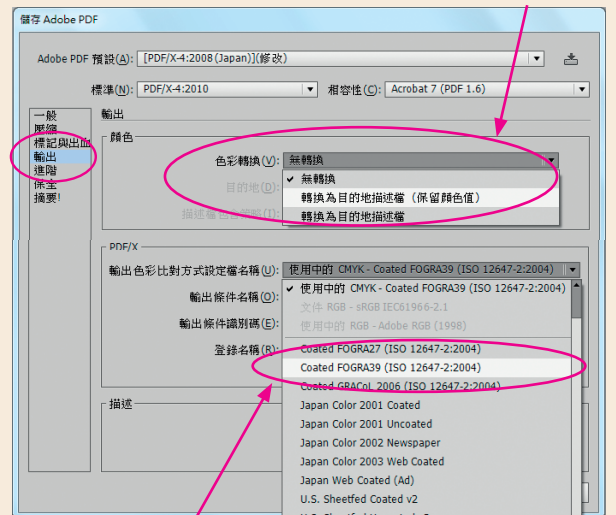 儲存 Adobe PDF
Adobe PDF 預設(A): [PDF/X-4:2008 (Japan)](修改)
標準(N): PDF/X-4:2010 相容性(C): Acrobat 7 (PDF 1.6)
一般
壓縮
標記與出血
輸出
進階
保全
摘要!
輸出
顏色
色彩轉換(V): 無轉換
目的地(D):
✓ 無轉換
轉換為目的地描述檔 (保留顏色值)
轉換為目的地描述檔
PDF/X
輸出色彩比對方式設定檔名稱(U): 使用中的 CMYK - Coated FOGRA39 (ISO 12647-2:2004)
輸出條件名稱(O):
輸出條件識別碼(E):
登錄名稱(R):
✓ 使用中的 CMYK - Coated FOGRA39 (ISO 12647-2:2004)
文件 RGB - sRGB IEC61966-2.1
使用中的 RGB - Adobe RGB (1998)
Coated FOGRA27 (ISO 12647-2:2004)
Coated FOGRA39 (ISO 12647-2:2004)
Coated GRACoL 2006 (ISO 12647-2:2004)
Japan Color 2001 Coated
Japan Color 2001 Uncoated
Japan Color 2002 Newspaper
Japan Color 2003 Web Coated
Japan Web Coated (Ad)
U.S. Sheetfed Coated v2
描述